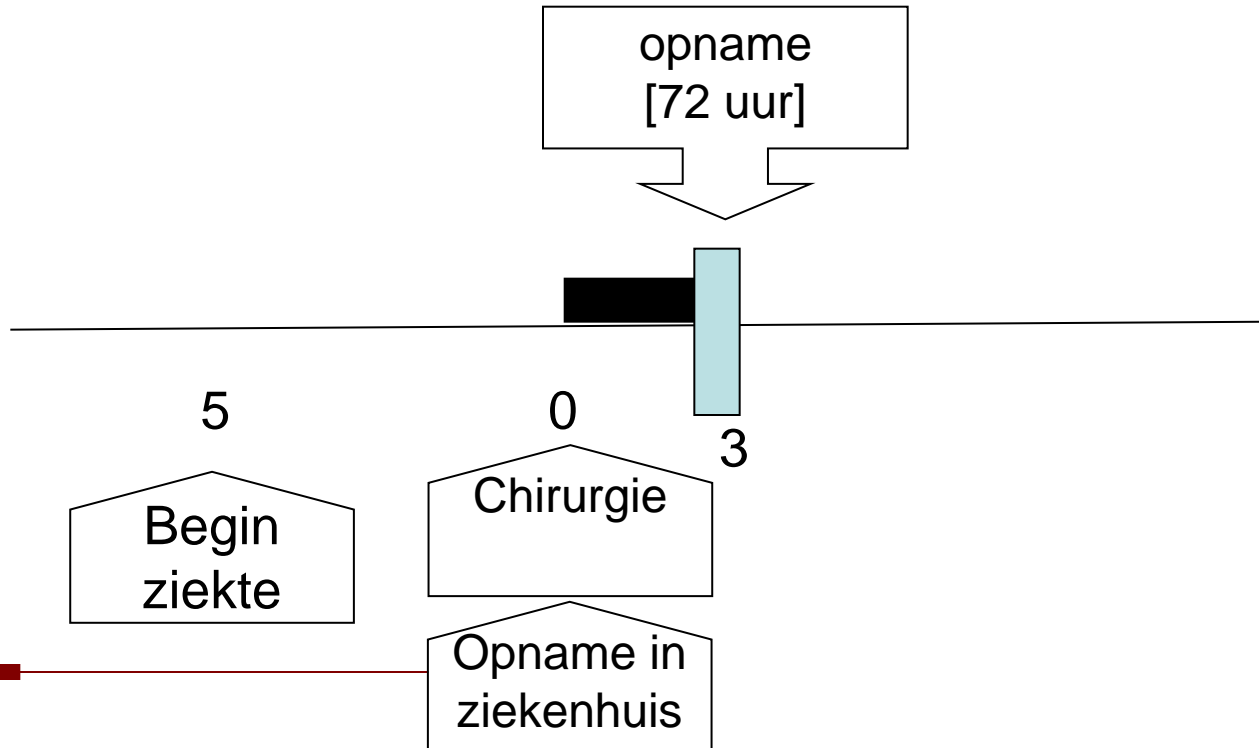 opname
[72 uur]
5
0
3
Begin
ziekte
Chirurgie
Opname in
ziekenhuis